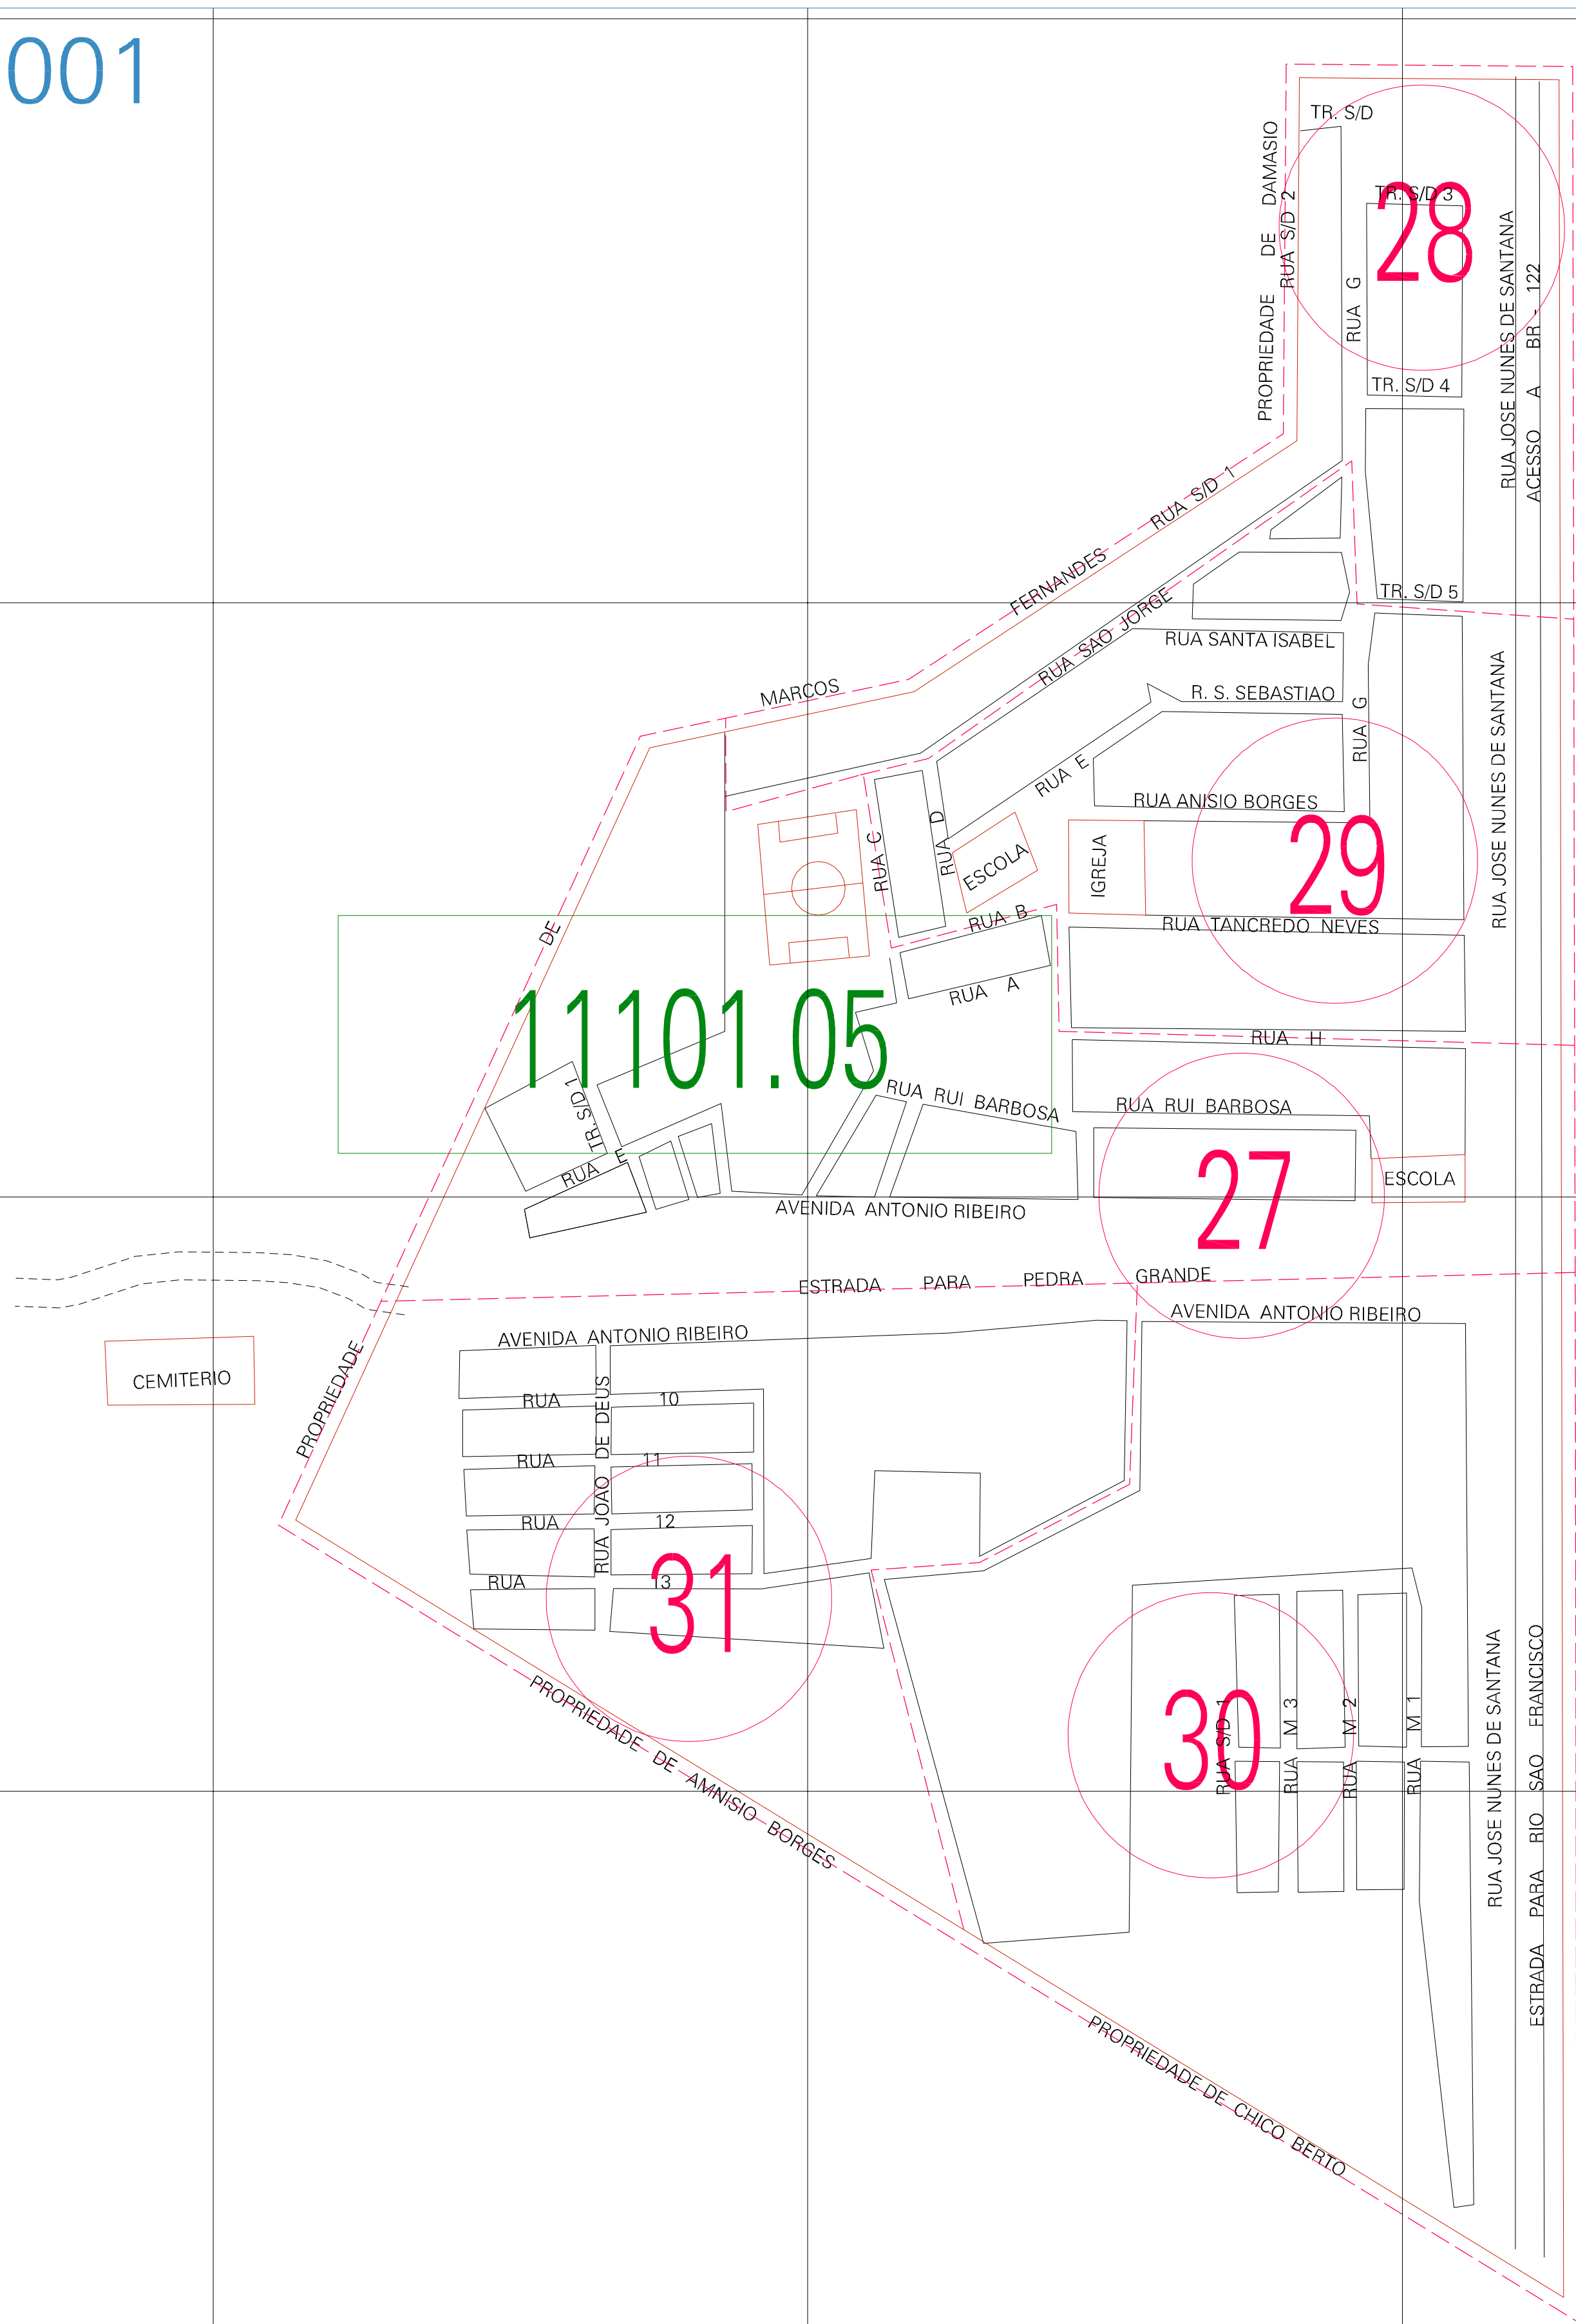 001
TR. S/D
TR. S/D 3
28
PROPRIEDADE DE DAMASIO
RUA S/D 2
RUA G
RUA JOSE NUNES DE SANTANA
ACESSO A BR - 122
TR. S/D 4
RUA S/D 1
FERNANDES
TR. S/D 5
RUA SAO JORGE
RUA SANTA ISABEL
MARCOS
R. S. SEBASTIAO
RUA G
RUA JOSE NUNES DE SANTANA
RUA E
RUA ANISIO BORGES
RUA C
RUA D
ESCOLA
IGREJA
29
DE
RUA B
RUA TANCREDO NEVES
RUA A
11101.05
RUA H
TR. S/D 1
RUA RUI BARBOSA
RUA RUI BARBOSA
RUA E
27
ESCOLA
AVENIDA ANTONIO RIBEIRO
ESTRADA PARA PEDRA GRANDE
AVENIDA ANTONIO RIBEIRO
AVENIDA ANTONIO RIBEIRO
CEMITERIO
PROPRIEDADE
RUA 10
RUA JOAO DE DEUS
RUA 11
RUA 12
RUA 13
31
30
RUA S/D 1
RUA M 3
RUA M 2
RUA M 1
RUA JOSE NUNES DE SANTANA
ESTRADA PARA RIO SAO FRANCISCO
PROPRIEDADE DE AMNISIO BORGES
PROPRIEDADE DE CHICO BERTO